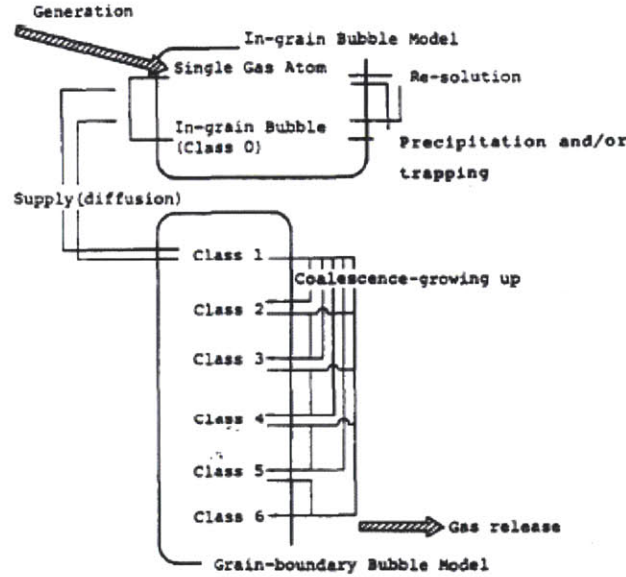 Generation
In-grain Bubble Model
Single Gas Atom
Re-solution
In-grain Bubble
(Class 0)
Precipitation and/or
trapping
Supply(diffusion)
Class 1
Coalescence-growing up
Class 2
Class 3
Class 4
Class 5
Class 6
Gas release
Grain-boundary Bubble Model